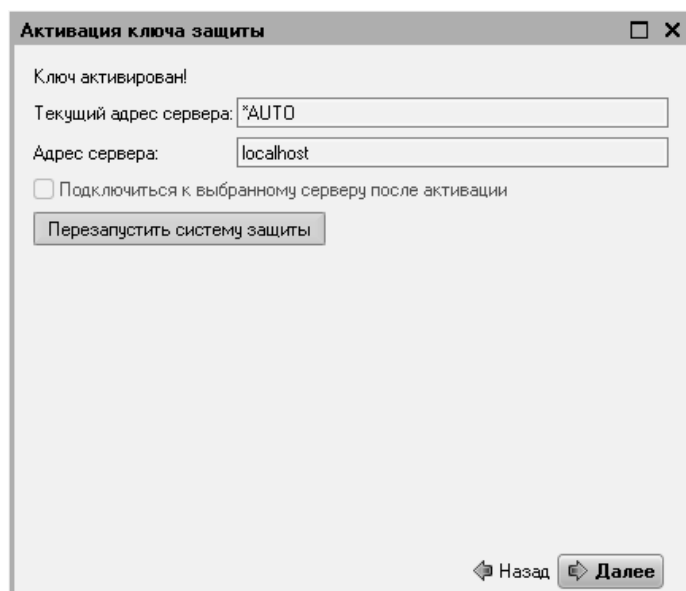 Активация ключа защиты
Ключ активирован!
Текущий адрес сервера: *AUTO
Адрес сервера: localhost
Подключиться к выбранному серверу после активации
Перезапустить систему защиты
Назад Далее